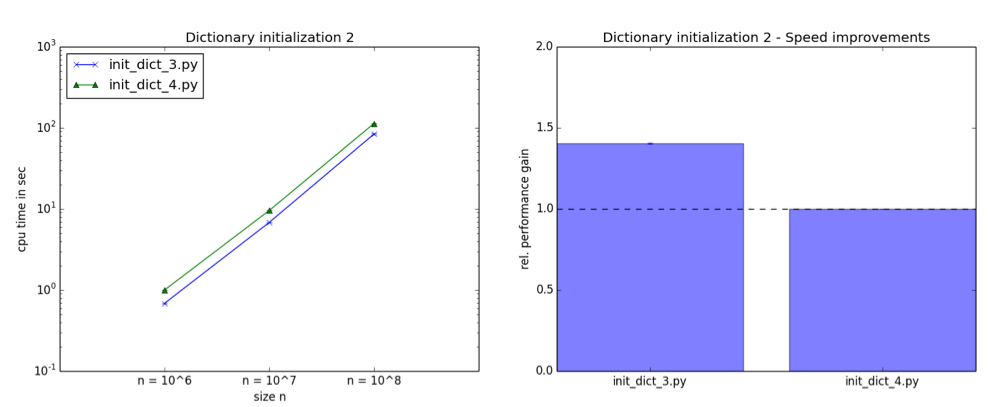 Dictionary initialization 2
init_dict_3.py
init_dict_4.py
10^3
10^2
10^1
10^0
10^-1
cpu time in sec
n = 10^6
n = 10^7
n = 10^8
size n
Dictionary initialization 2 - Speed improvements
2.0
1.5
1.0
0.5
0.0
rel. performance gain
init_dict_3.py
init_dict_4.py